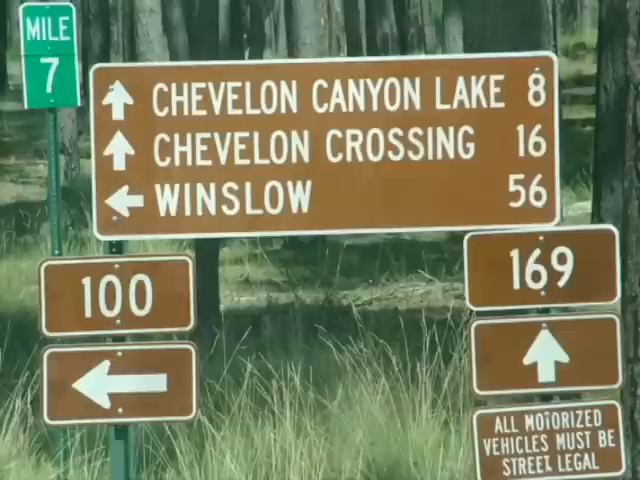 MILE
7
CHEVELON CANYON LAKE 8
CHEVELON CROSSING 16
WINSLOW 56
100
169
ALL MOTORIZED
VEHICLES MUST BE
STREET LEGAL